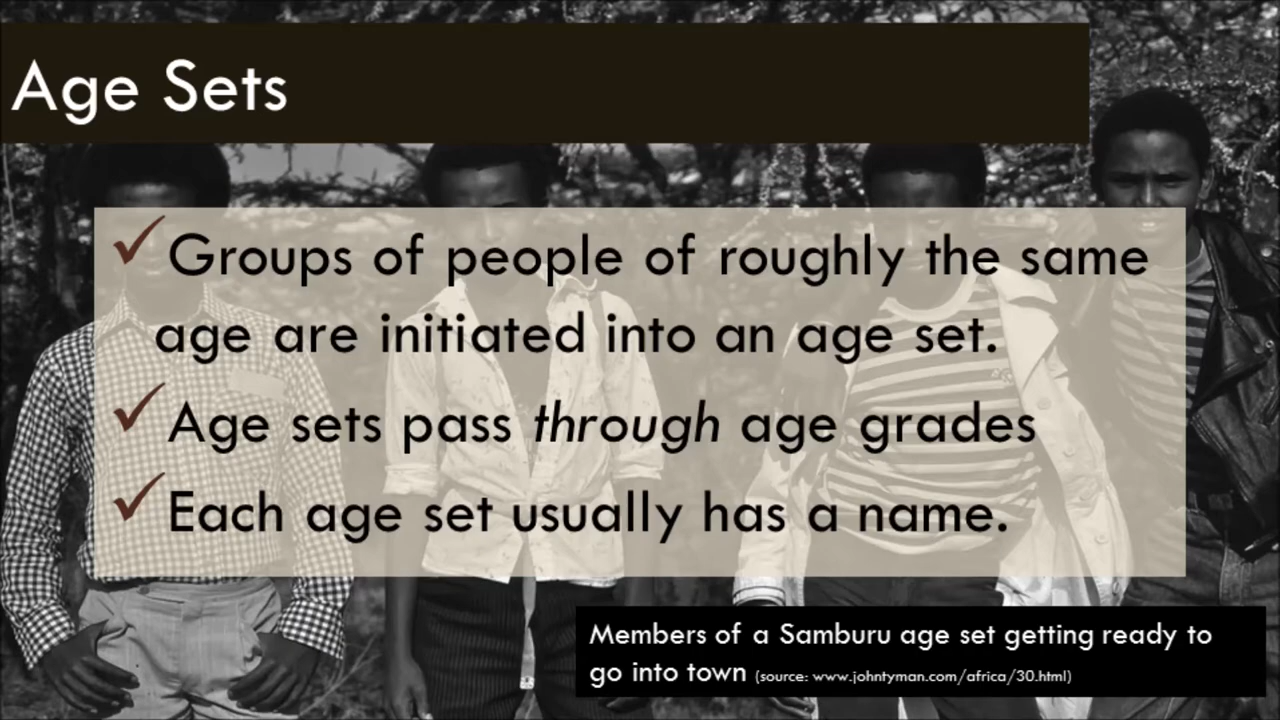 Age Sets
✓Groups of people of roughly the same
age are initiated into an age set.
✓Age sets pass through age grades
✓Each age set usually has a name.
Members of a Samburu age set getting ready to
go into town (source: www.johntyman.com/africa/30.html)